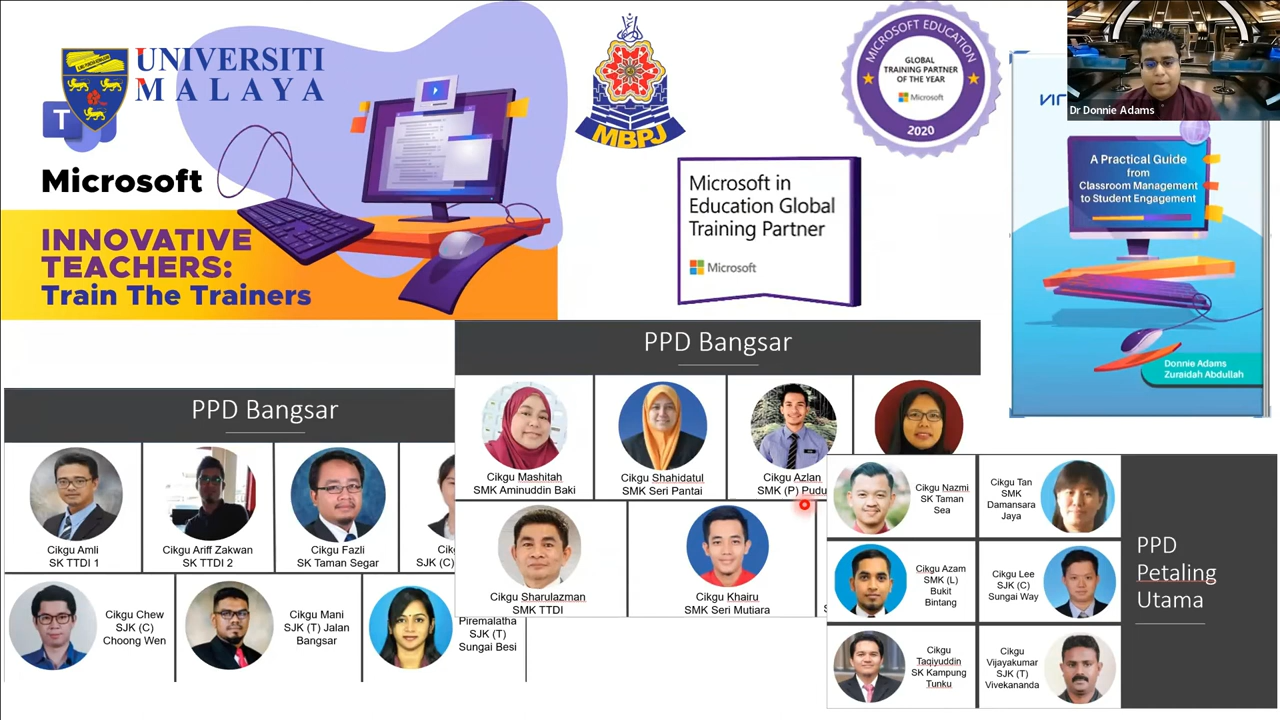 UNIVERSITI
MALAYA
T
Microsoft
INNOVATIVE
TEACHERS:
Train The Trainers
MBPJ
MICROSOFT EDUCATION
GLOBAL
TRAINING PARTNER
OF THE YEAR
Microsoft
2020
Microsoft in
Education Global
Training Partner
Microsoft
Dr Donnie Adams
A Practical Guide
from
Classroom Management
to Student Engagement
Donnie Adams
Zuraidah Abdullah
PPD Bangsar
Cikgu Amli
SK TTDI 1
Cikgu Ariff Zakwan
SK TTDI 2
Cikgu Fazli
SK Taman Segar
SJK (C)
Cikgu Chew
SJK (C)
Choong Wen
Cikgu Mani
SJK (T) Jalan
Bangsar
Piremalatha
SJK (T)
Sungai Besi
PPD Bangsar
Cikgu Mashitah
SMK Aminuddin Baki
Cikgu Shahidatul
SMK Seri Pantai
Cikgu Azlan
SMK (P) Pudu
Cikgu Sharulazman
SMK TTDI
Cikgu Khairu
SMK Seri Mutiara
Cikgu Nazmi
SK Taman
Sea
Cikgu Tan
SMK
Damansara
Jaya
Cikgu Azam
SMK (L)
Bukit
Bintang
Cikgu Lee
SJK (C)
Sungai Way
Cikgu
Taqiyuddin
SK Kampung
Tunku
Cikgu
Vijayakumar
SJK (T)
Vivekananda
PPD
Petaling
Utama